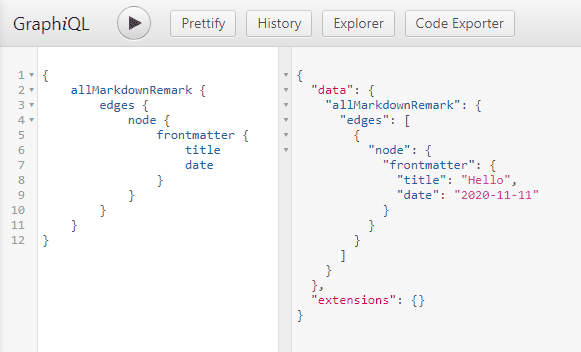 GraphiQL Prettify History Explorer Code Exporter
1 {
2 allMarkdownRemark {
3 edges {
4 node {
5 frontmatter {
6 title
7 date
8 }
9 }
10 }
11 }
12 }
{
"data": {
"allMarkdownRemark": {
"edges": [
{
"node": {
"frontmatter": {
"title": "Hello",
"date": "2020-11-11"
}
}
}
]
}
},
"extensions": {}
}